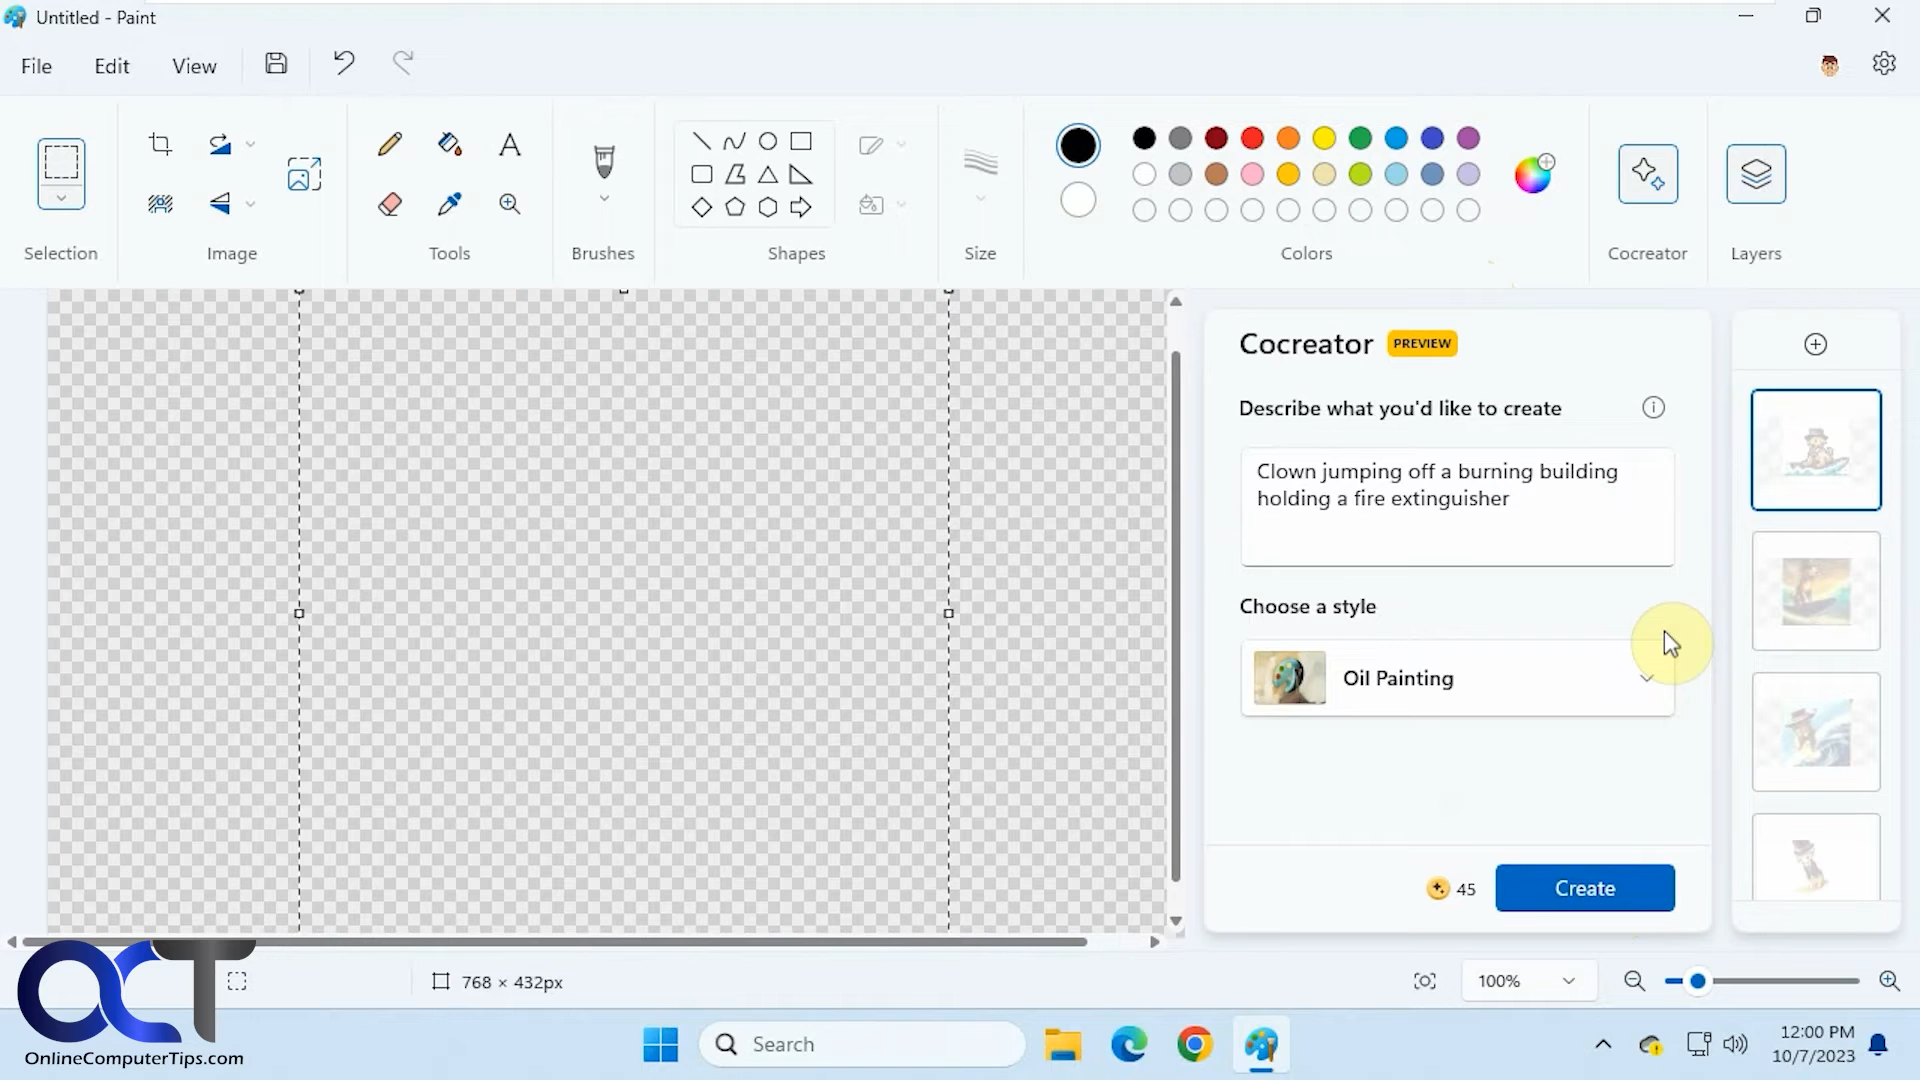 Untitled - Paint
File
Edit
View
Selection
Image
Tools
Brushes
Shapes
Size
Colors
Cocreator
Layers
Cocreator PREVIEW
Describe what you'd like to create
Clown jumping off a burning building
holding a fire extinguisher
Choose a style
Oil Painting
45
Create
768 × 432px
100%
OCT
OnlineComputerTips.com
Search
12:00 PM
10/7/2023